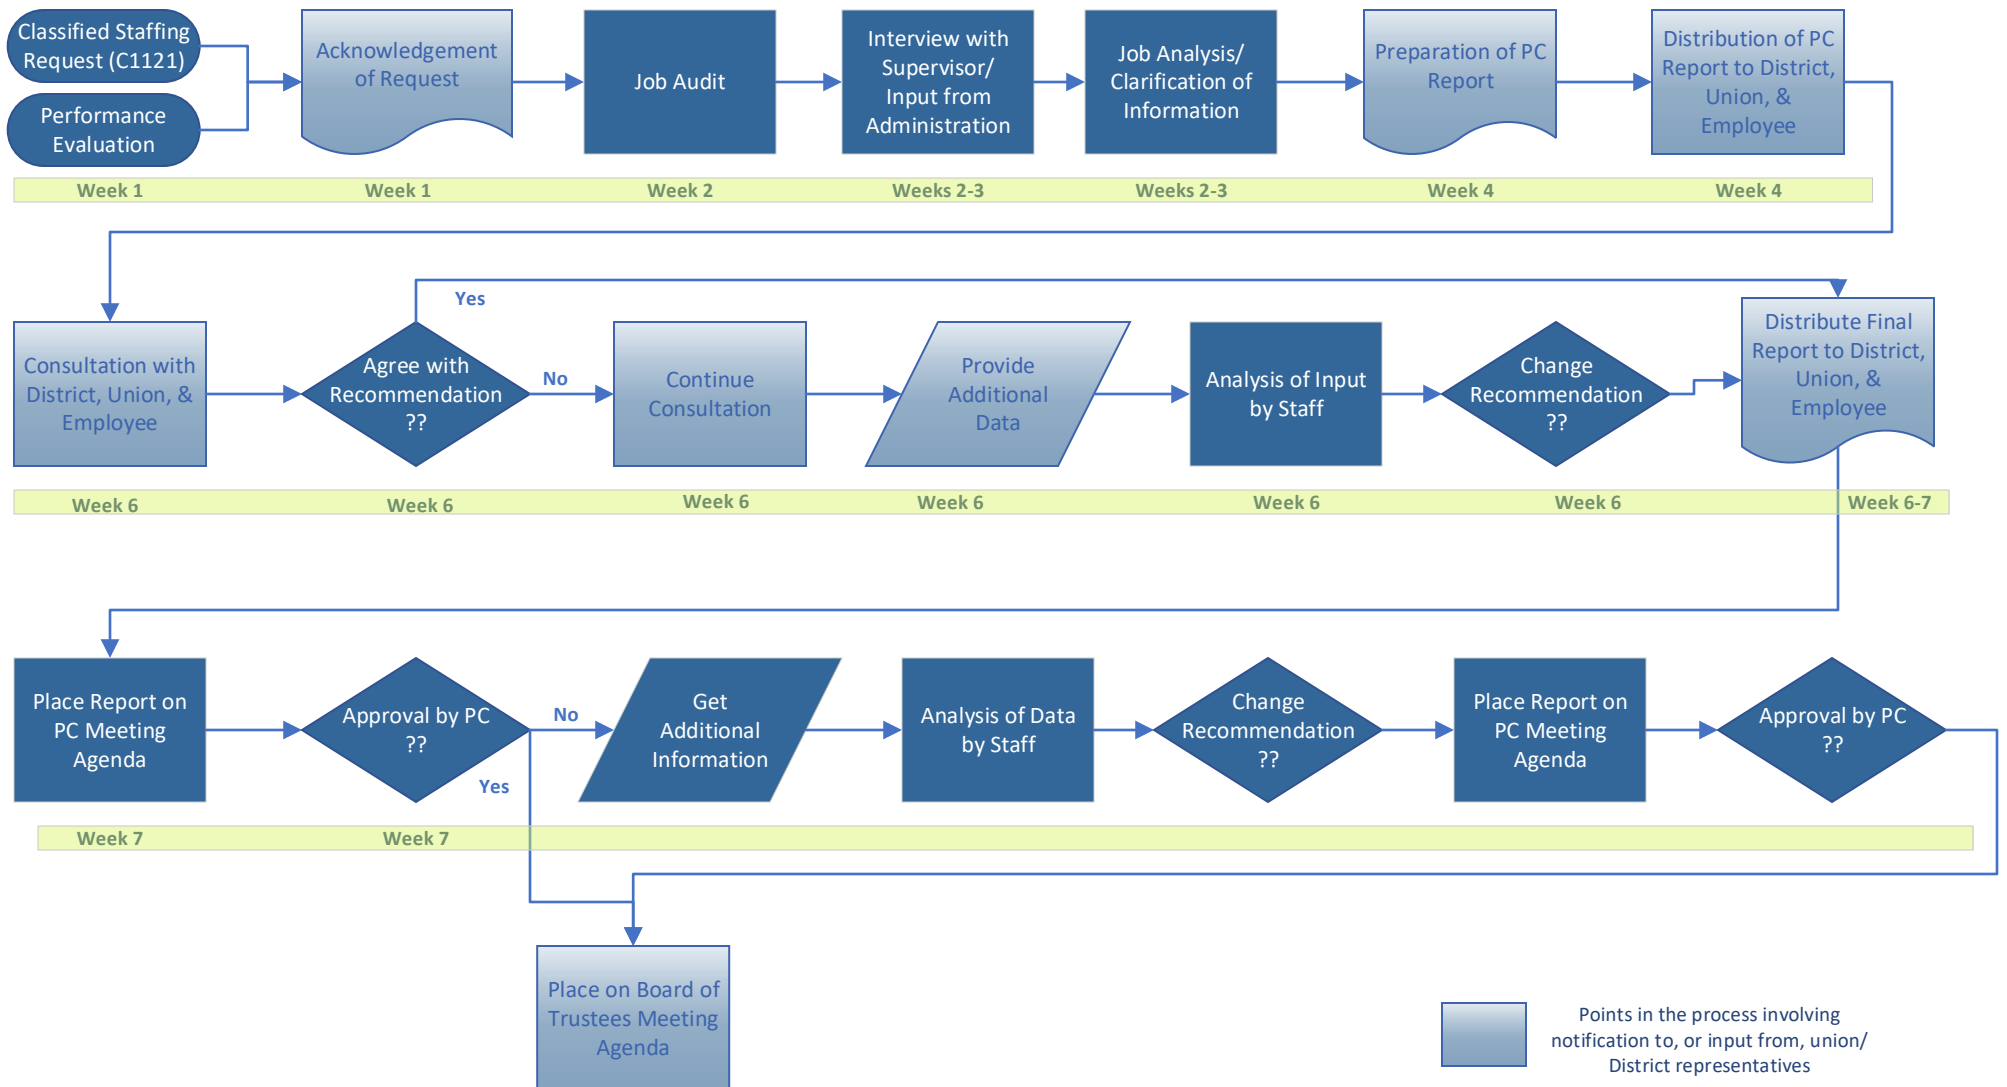 Classified Staffing
Request (C1121)
Performance
Evaluation
Acknowledgement
of Request
Job Audit
Interview with
Supervisor/
Input from
Administration
Job Analysis/
Clarification of
Information
Preparation of PC
Report
Distribution of PC
Report to District,
Union, &
Employee
Week 1
Week 1
Week 2
Weeks 2-3
Weeks 2-3
Week 4
Week 4
Consultation with
District, Union, &
Employee
Agree with
Recommendation
??
Yes
No
Continue
Consultation
Provide
Additional
Data
Analysis of Input
by Staff
Change
Recommendation
??
Distribute Final
Report to District,
Union, &
Employee
Week 6
Week 6
Week 6
Week 6
Week 6
Week 6
Week 6-7
Place Report on
PC Meeting
Agenda
Approval by PC
??
No
Yes
Get
Additional
Information
Analysis of Data
by Staff
Change
Recommendation
??
Place Report on
PC Meeting
Agenda
Approval by PC
??
Week 7
Week 7
Place on Board of
Trustees Meeting
Agenda
Points in the process involving
notification to, or input from, union/
District representatives